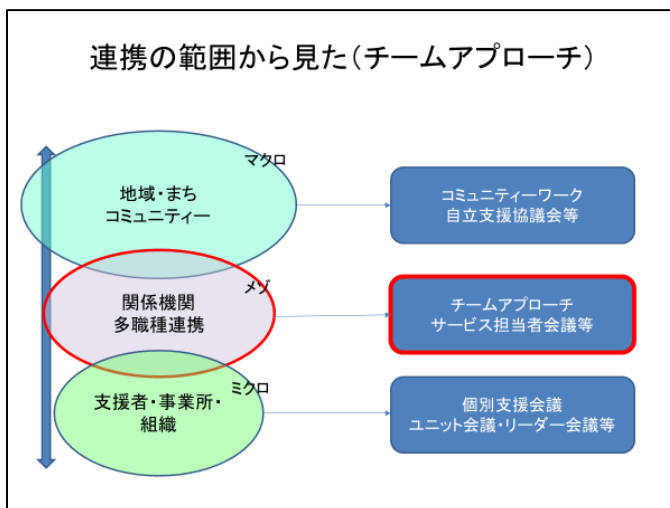 連携の範囲から見た(チームアプローチ)
マクロ
地域・まち
コミュニティー
コミュニティーワーク
自立支援協議会等
メゾ
関係機関
多職種連携
チームアプローチ
サービス担当者会議等
ミクロ
支援者・事業所・
組織
個別支援会議
ユニット会議・リーダー会議等